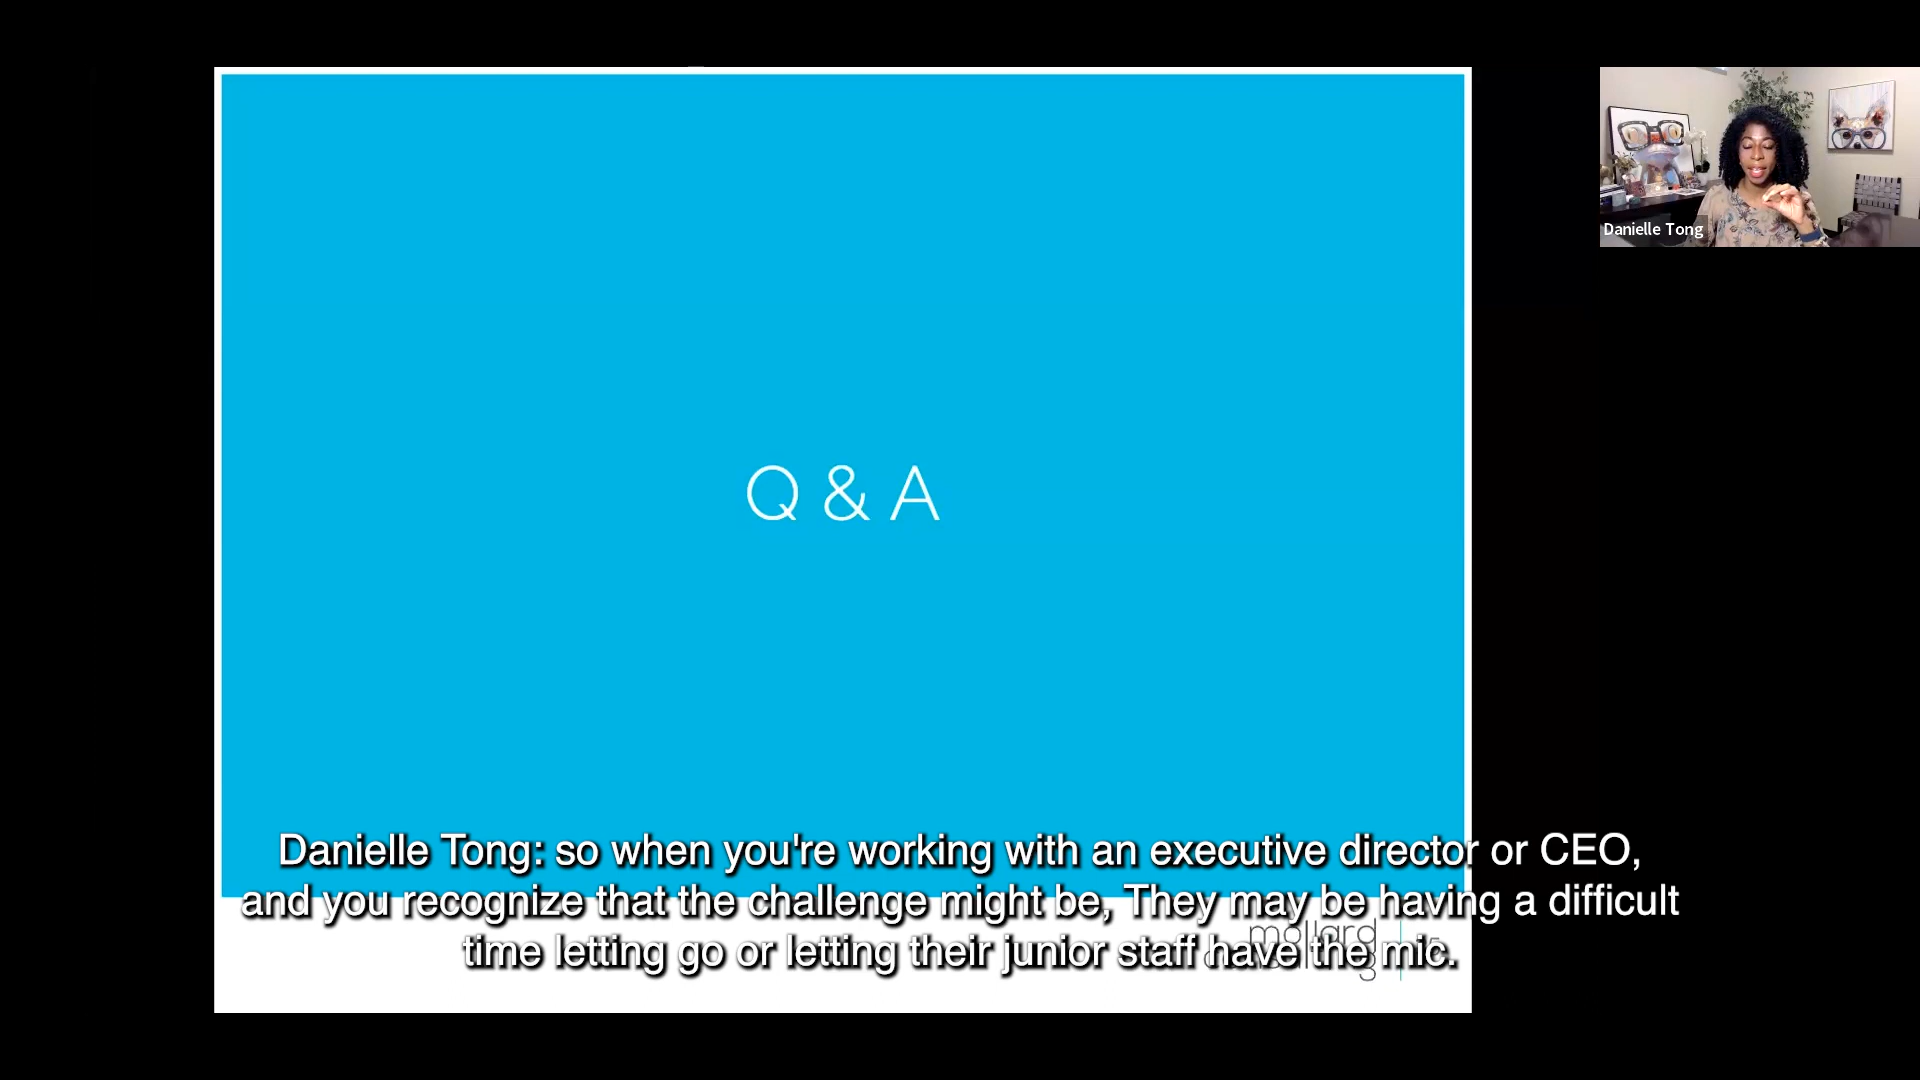 Q & A
Danielle Tong
Danielle Tong: so when you're working with an executive director or CEO,
and you recognize that the challenge might be, They may be having a difficult
time letting go or letting their junior staff have the mic.
mollard